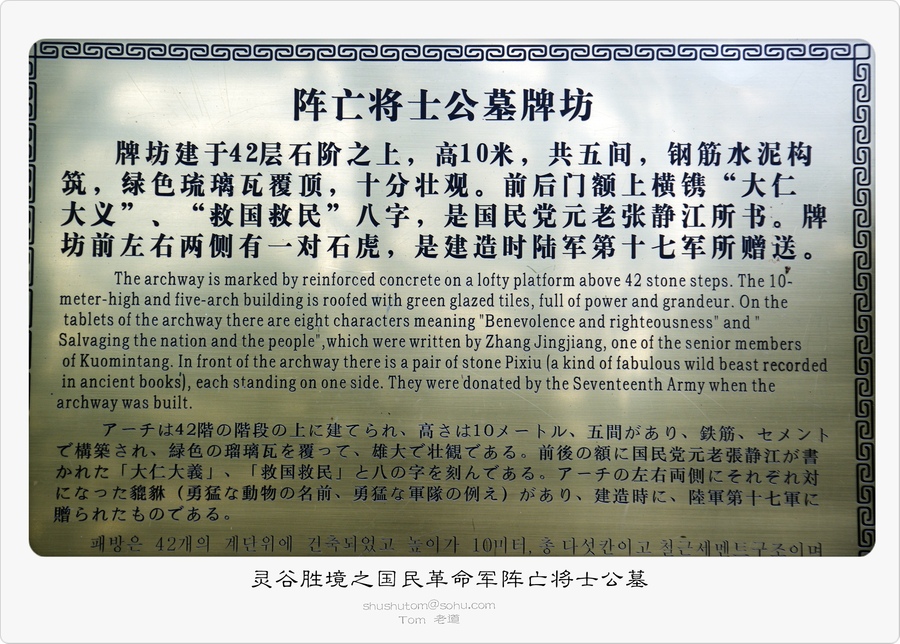 阵亡将士公墓牌坊
牌坊建于42层石阶之上，高10米，共五间，钢筋水泥构
筑，绿色琉璃瓦覆顶，十分壮观。前后门额上横镌“大仁
大义”、“救国救民”八字，是国民党元老张静江所书。牌
坊前左右两侧有一对石虎，是建造时陆军第十七军所赠送。
The archway is marked by reinforced concrete on a lofty platform above 42 stone steps. The 10-
meter-high and five-arch building is roofed with green glazed tiles, full of power and grandeur. On the
tablets of the archway there are eight characters meaning "Benevolence and righteousness" and "
Salvaging the nation and the people",which were written by Zhang Jingjiang, one of the senior members
of Kuomintang. In front of the archway there is a pair of stone Pixiu (a kind of fabulous wild beast recorded
in ancient books), each standing on one side. They were donated by the Seventeenth Army when the
archway was built.
アーチは42階の階段の上に建てられ、高さは10メートル、五間があり、鉄筋、セメント
で構築され、緑色の瑠璃瓦を覆って、雄大で壮観である。前後の額に国民党元老張静江が書
かれた「大仁大義」、「救国救民」と八の字を刻んである。アーチの左右両側にそれぞれ対
になった貔貅（勇猛な動物の名前、勇猛な軍隊の例え）があり、建造時に、陸軍第十七軍に
贈られたものである。
패방은 42개의 계단위에 건축되었고 높이가 10미터, 총 다섯칸이고 철근세멘트구조이며
灵谷胜境之国民革命军阵亡将士公墓
shushutom@sohu.com
Tom 老道